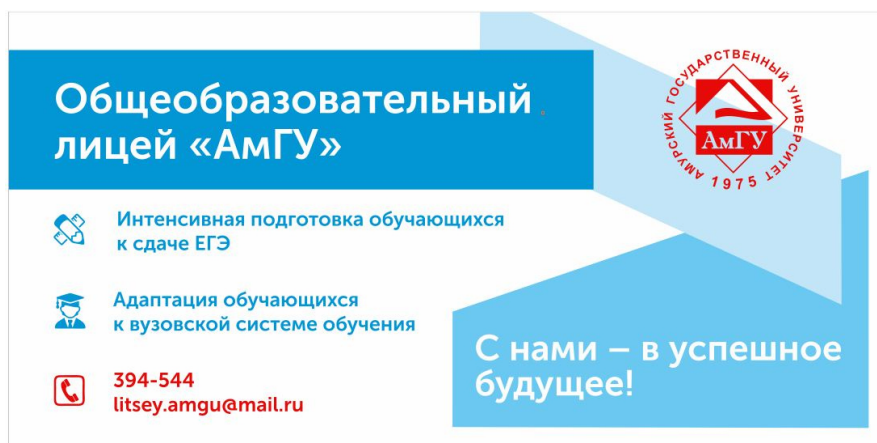 Общеобразовательный
лицей «АмГУ»
АМУРСКИЙ ГОСУДАРСТВЕННЫЙ УНИВЕРСИТЕТ
АмГУ
1975
Интенсивная подготовка обучающихся
к сдаче ЕГЭ
Адаптация обучающихся
к вузовской системе обучения
394-544
litsey.amgu@mail.ru
С нами – в успешное
будущее!